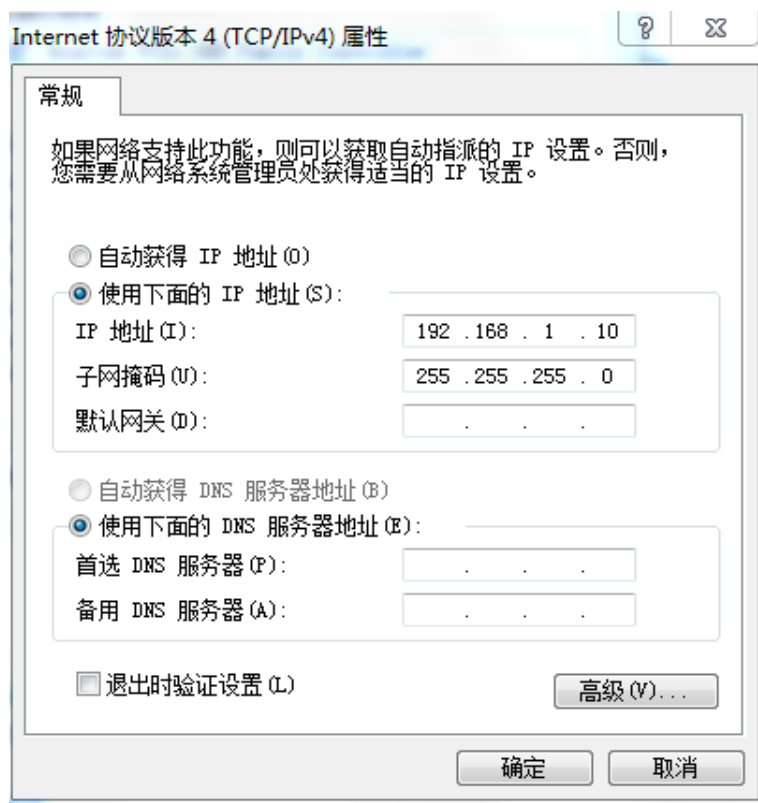 Internet 协议版本 4 (TCP/IPv4) 属性
常规
如果网络支持此功能，则可以获取自动指派的 IP 设置。否则，
您需要从网络系统管理员处获得适当的 IP 设置。
自动获得 IP 地址(O)
使用下面的 IP 地址(S):
IP 地址(I): 192 .168 . 1 . 10
子网掩码(U): 255 .255 .255 . 0
默认网关(D): . . .
自动获得 DNS 服务器地址(B)
使用下面的 DNS 服务器地址(E):
首选 DNS 服务器(P): . . .
备用 DNS 服务器(A): . . .
退出时验证设置(L)
高级(V)...
确定 取消